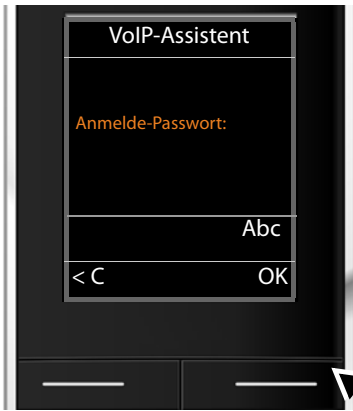 VoIP-Assistent
Anmelde-Passwort:
Abc
< C
OK